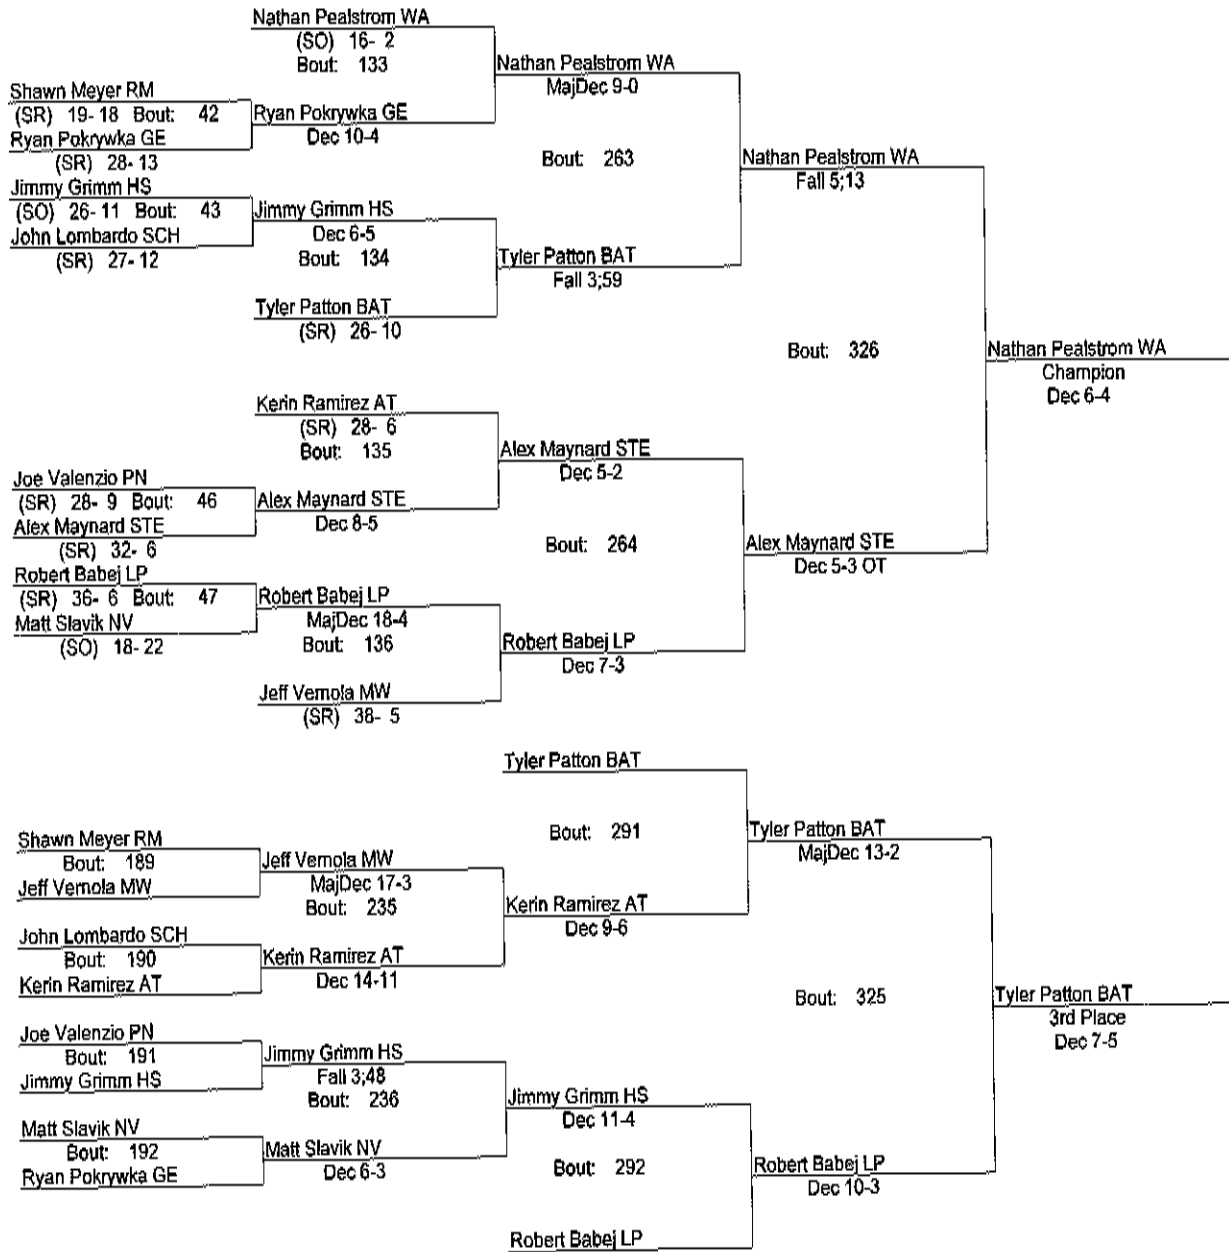 Nathan Pealstrom WA
(SO) 16- 2
Bout: 133
Nathan Pealstrom WA
MajDec 9-0
Shawn Meyer RM
(SR) 19- 18 Bout: 42
Ryan Pokrywka GE
Dec 10-4
Ryan Pokrywka GE
(SR) 28- 13
Bout: 263
Nathan Pealstrom WA
Fall 5;13
Jimmy Grimm HS
(SO) 26- 11 Bout: 43
Jimmy Grimm HS
Dec 6-5
John Lombardo SCH
(SR) 27- 12
Bout: 134
Tyler Patton BAT
Fall 3;59
Tyler Patton BAT
(SR) 26- 10
Bout: 326
Nathan Pealstrom WA
Champion
Dec 6-4
Kerin Ramirez AT
(SR) 28- 6
Bout: 135
Alex Maynard STE
Dec 5-2
Joe Valenzio PN
(SR) 28- 9 Bout: 46
Alex Maynard STE
Dec 8-5
Alex Maynard STE
(SR) 32- 6
Bout: 264
Alex Maynard STE
Dec 5-3 OT
Robert Babej LP
(SR) 36- 6 Bout: 47
Robert Babej LP
MajDec 18-4
Matt Slavik NV
(SO) 18- 22
Bout: 136
Robert Babej LP
Dec 7-3
Jeff Vernola MW
(SR) 38- 5
Tyler Patton BAT
Bout: 291
Tyler Patton BAT
MajDec 13-2
Shawn Meyer RM
Bout: 189
Jeff Vernola MW
MajDec 17-3
Jeff Vernola MW
Bout: 235
Kerin Ramirez AT
Dec 9-6
John Lombardo SCH
Bout: 190
Kerin Ramirez AT
Dec 14-11
Kerin Ramirez AT
Bout: 325
Tyler Patton BAT
3rd Place
Dec 7-5
Joe Valenzio PN
Bout: 191
Jimmy Grimm HS
Fall 3;48
Jimmy Grimm HS
Bout: 236
Jimmy Grimm HS
Dec 11-4
Matt Slavik NV
Bout: 192
Matt Slavik NV
Dec 6-3
Ryan Pokrywka GE
Bout: 292
Robert Babej LP
Dec 10-3
Robert Babej LP